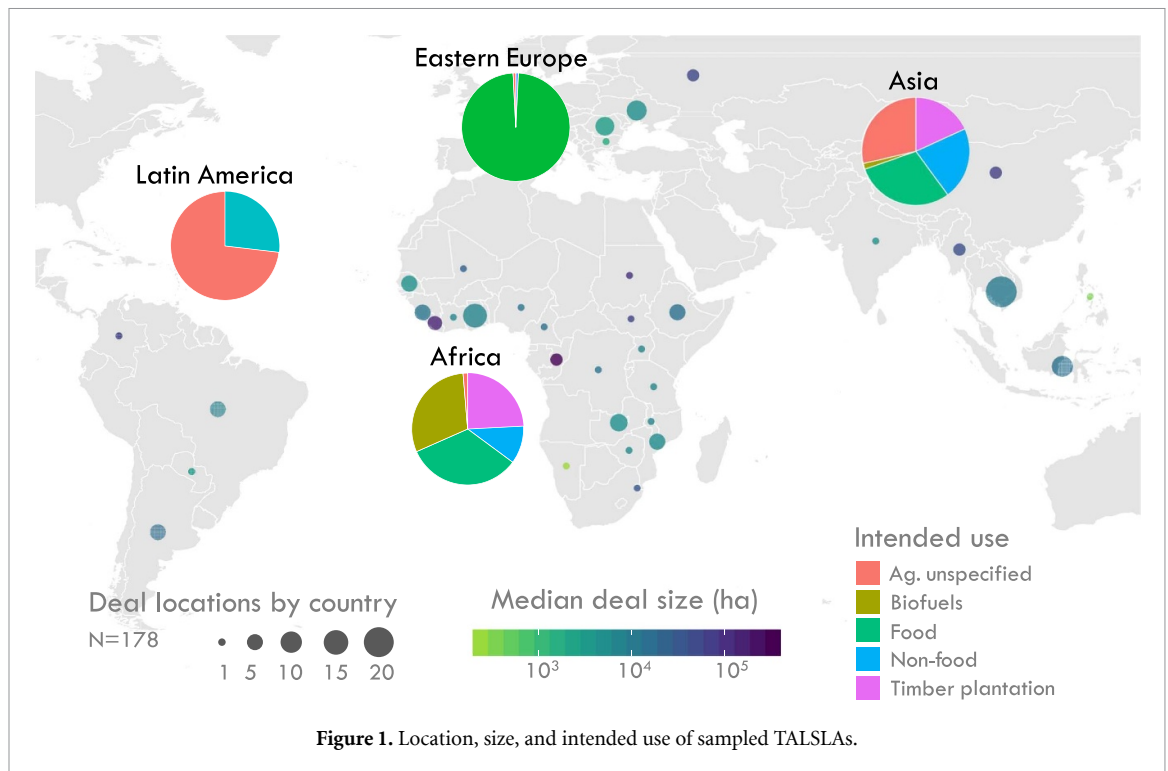 Eastern Europe
Asia
Latin America
Africa
Deal locations by country
N=178
1 5 10 15 20
Median deal size (ha)
10³ 10⁴ 10⁵
Intended use
Ag. unspecified
Biofuels
Food
Non-food
Timber plantation
Figure 1. Location, size, and intended use of sampled TALSLAs.